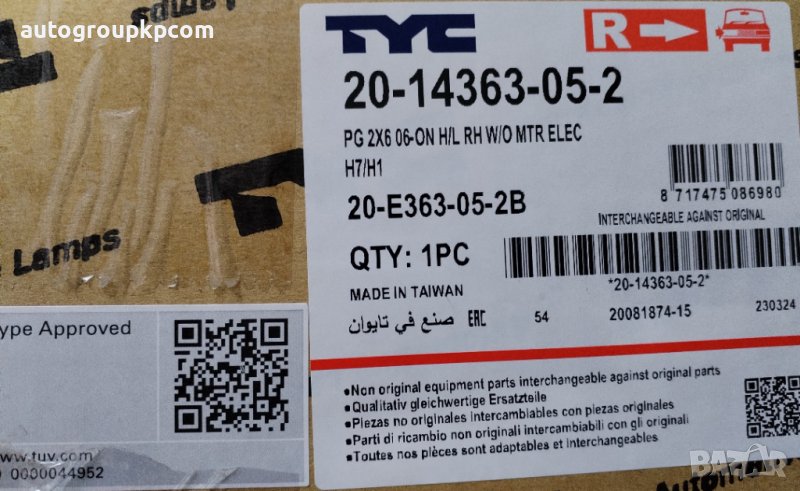 autogroupkpcom
TYC
R
20-14363-05-2
PG 2X6 06-ON H/L RH W/O MTR ELEC
H7/H1
20-E363-05-2B
8 717475 086980
INTERCHANGEABLE AGAINST ORIGINAL
QTY: 1PC
*20-14363-05-2*
MADE IN TAIWAN
صنع في تايوان EAC 54 20081874-15 230324
•Non original equipment parts interchangeable against original parts
•Qualitativ gleichwertige Ersatzteile
•Piezas no originales intercambiables con piezas originales
•Parti di ricambio non originali intercambiabili con gli originali
•Toutes nos pièces sont adaptables et interchangeables
Lamps
ype Approved
www.tuv.com
0000044952
BAZAR